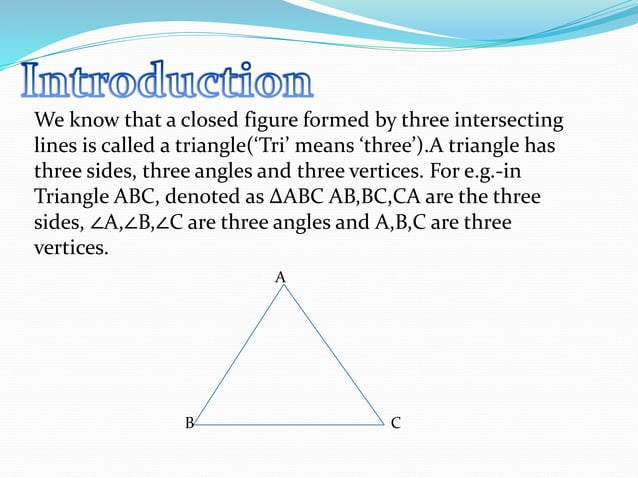 Introduction
We know that a closed figure formed by three intersecting
lines is called a triangle(‘Tri’ means ‘three’).A triangle has
three sides, three angles and three vertices. For e.g.-in
Triangle ABC, denoted as ∆ABC AB,BC,CA are the three
sides, ∠A,∠B,∠C are three angles and A,B,C are three
vertices.
A
B C